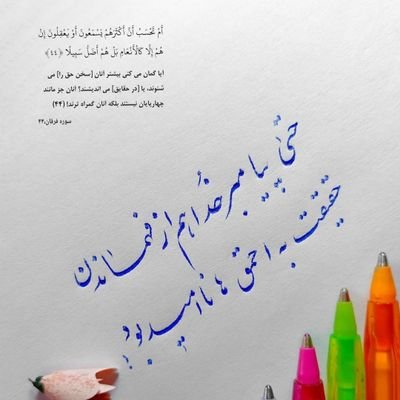 أَمْ تَحْسَبُ أَنَّ أَكْثَرَهُمْ يَسْمَعُونَ أَوْ يَعْقِلُونَ إِنْ
هُمْ إِلَّا كَالْأَنْعَامِ بَلْ هُمْ أَضَلُّ سَبِيلًا ﴿٤٤﴾
آیا گمان می کنی بیشتر آنان [سخن حق را] می
شنوند، یا [در حقایق] می اندیشند؟ آنان جز مانند
چهارپایان نیستند بلکه آنان گمراه ترند! (۴۴)
سوره فرقان،۴۴
حتی پیامبر خدا هم از فهماندن
حقیقت به احمق ها ناامید بود!